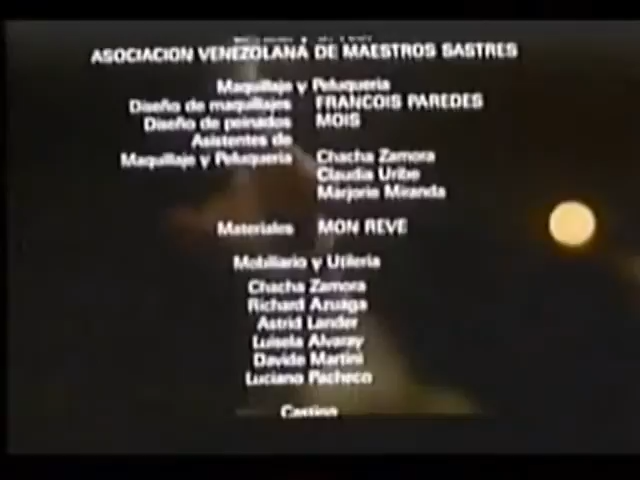 ASOCIACION VENEZOLANA DE MAESTROS SASTRES
Maquillaje y Peluqueria
Diseño de maquillajes FRANCOIS PAREDES
Diseño de peinados MOIS
Asistentes de
Maquillaje y Peluqueria Chacha Zamora
Claudia Uribe
Marjorie Miranda
Materiales MON REVE
Mobiliario y Utileria
Chacha Zamora
Richard Azuaga
Astrid Lander
Luisela Alvaray
Davide Martini
Luciano Pacheco
Casting